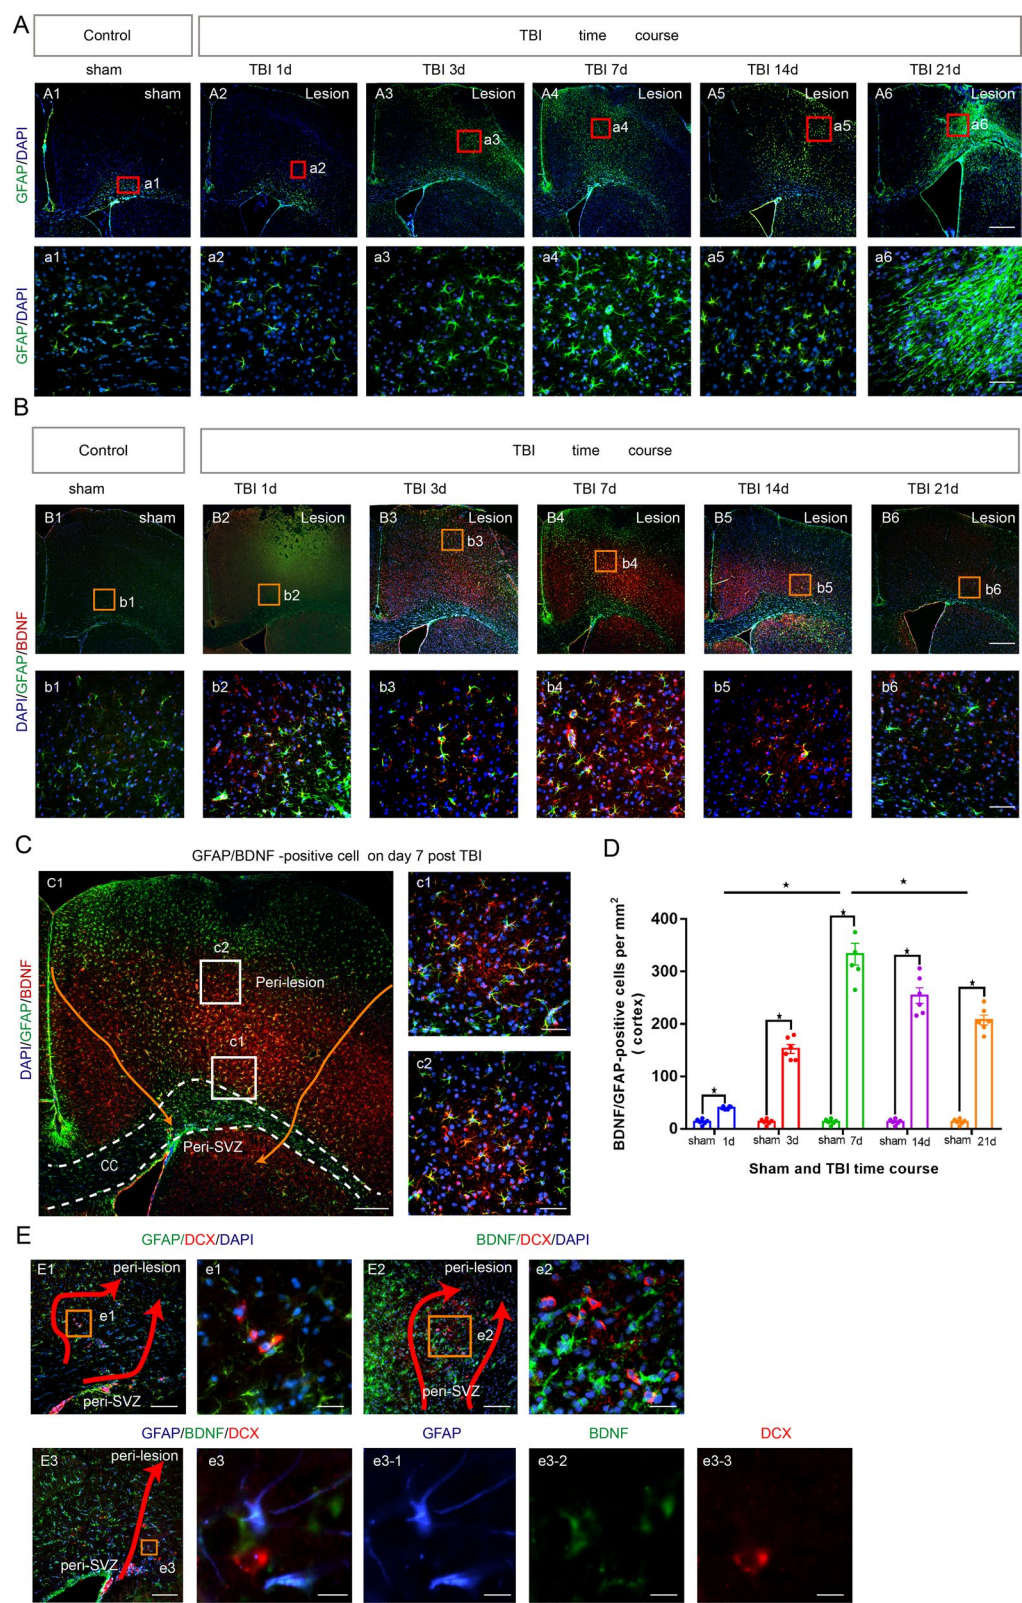 A
Control
TBI time course
sham
TBI 1d
TBI 3d
TBI 7d
TBI 14d
TBI 21d
GFAP/DAPI
A1 sham a1
A2 Lesion a2
A3 Lesion a3
A4 Lesion a4
A5 Lesion a5
A6 Lesion a6
GFAP/DAPI
a1
a2
a3
a4
a5
a6
B
Control
TBI time course
sham
TBI 1d
TBI 3d
TBI 7d
TBI 14d
TBI 21d
DAPI/GFAP/BDNF
B1 sham b1
B2 Lesion b2
B3 Lesion b3
B4 Lesion b4
B5 Lesion b5
B6 Lesion b6
b1
b2
b3
b4
b5
b6
C
GFAP/BDNF -positive cell on day 7 post TBI
DAPI/GFAP/BDNF
C1
c2
Peri-lesion
c1
Peri-SVZ
CC
c1
c2
D
BDNF/GFAP-positive cells per mm2
( cortex)
400
300
200
100
0
sham 1d sham 3d sham 7d sham 14d sham 21d
Sham and TBI time course
E
GFAP/DCX/DAPI
BDNF/DCX/DAPI
E1 peri-lesion
e1
peri-SVZ
e1
E2 peri-lesion
e2
peri-SVZ
e2
GFAP/BDNF/DCX
GFAP
BDNF
DCX
E3 peri-lesion
peri-SVZ
e3
e3
e3-1
e3-2
e3-3